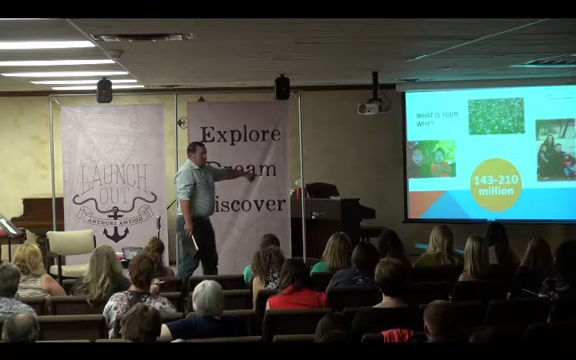 LAUNCH
OUT
ANCHORS AWEIGH
Explore
Dream
Discover
WHAT IS YOUR
WHY?
143-210
million